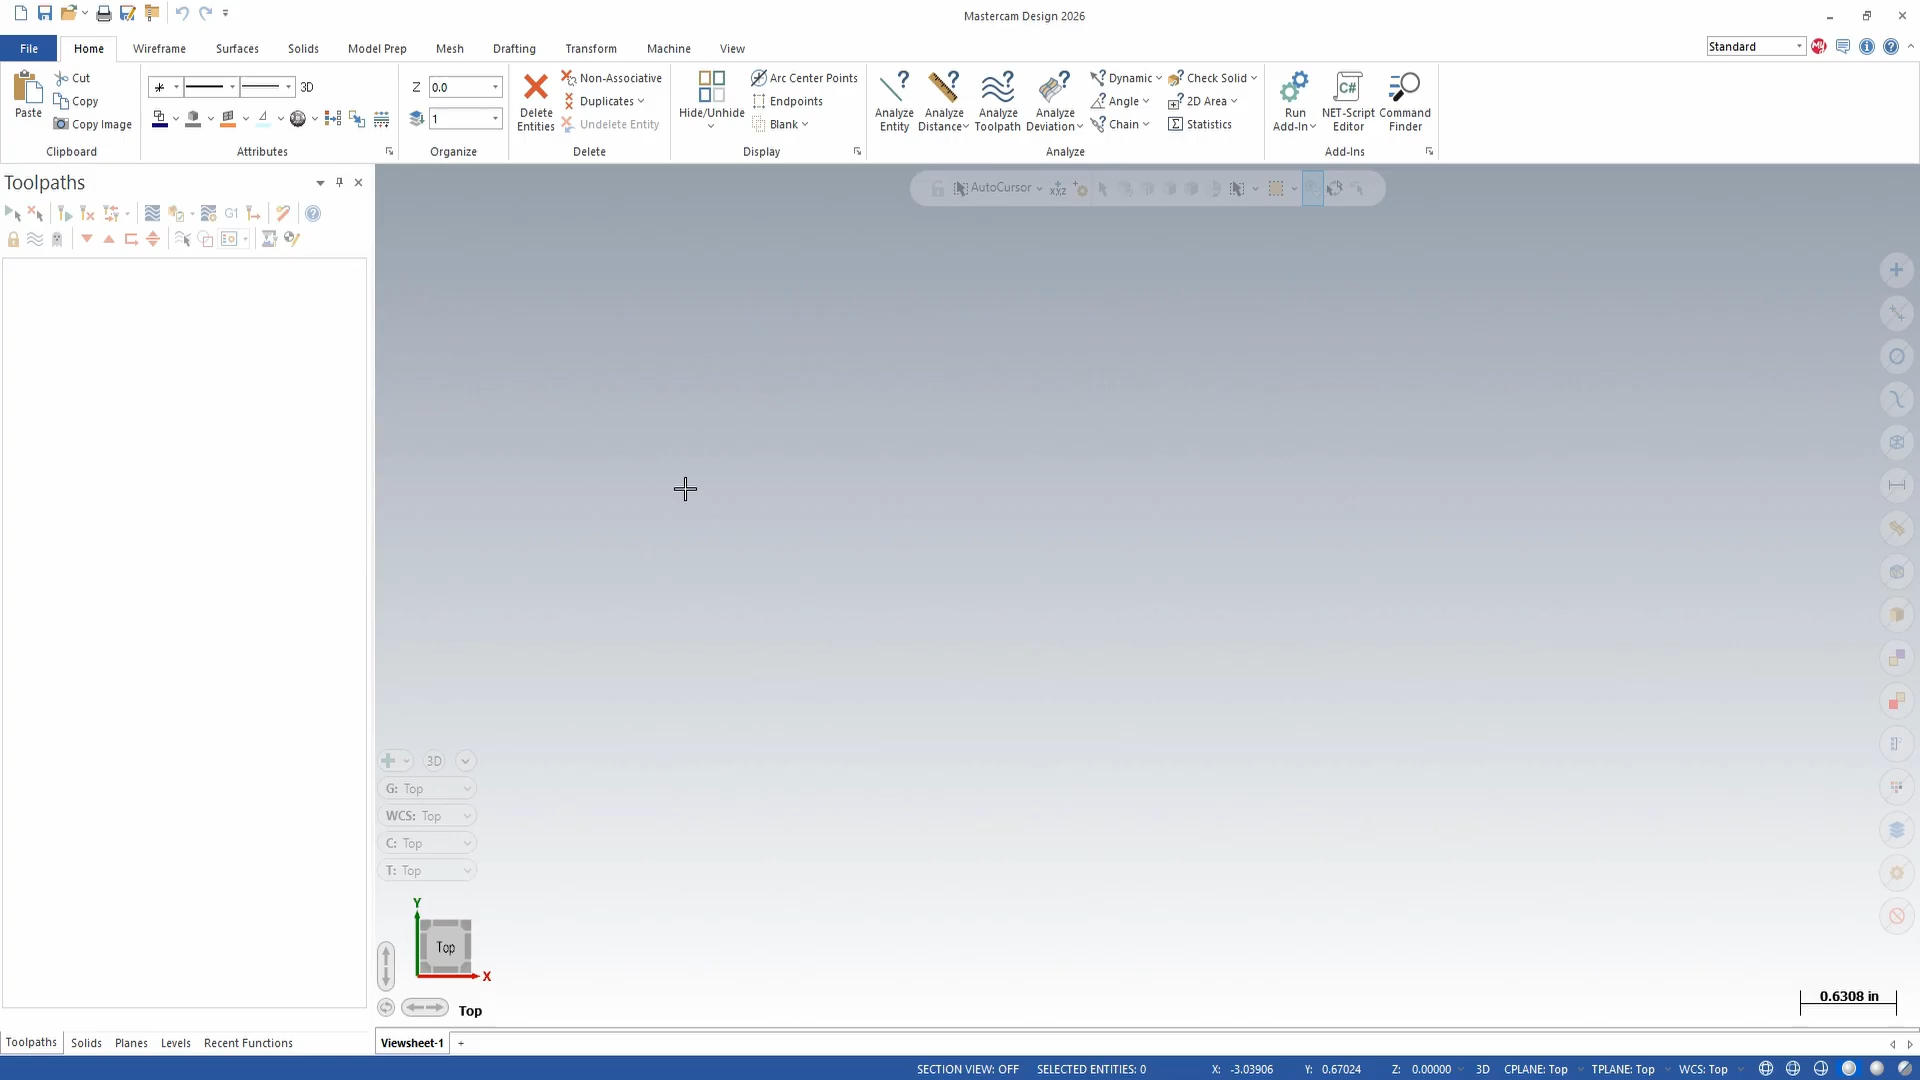 Mastercam Design 2026
File
Home
Wireframe
Surfaces
Solids
Model Prep
Mesh
Drafting
Transform
Machine
View
Standard
Paste
Cut
Copy
Copy Image
Clipboard
3D
Attributes
Z
0.0
1
Organize
Delete
Entities
Non-Associative
Duplicates
Undelete Entity
Delete
Hide/Unhide
Arc Center Points
Endpoints
Blank
Display
Analyze
Entity
Analyze
Distance
Analyze
Toolpath
Analyze
Deviation
Dynamic
Angle
Chain
Check Solid
2D Area
Statistics
Analyze
Run
Add-In
C#
NET-Script
Editor
Command
Finder
Add-Ins
Toolpaths
G1
AutoCursor
xyz
3D
G: Top
WCS: Top
C: Top
T: Top
Y
Top
X
Top
0.6308 in
Toolpaths
Solids
Planes
Levels
Recent Functions
Viewsheet-1
+
SECTION VIEW: OFF
SELECTED ENTITIES: 0
X: -3.03906
Y: 0.67024
Z: 0.00000
3D
CPLANE: Top
TPLANE: Top
WCS: Top